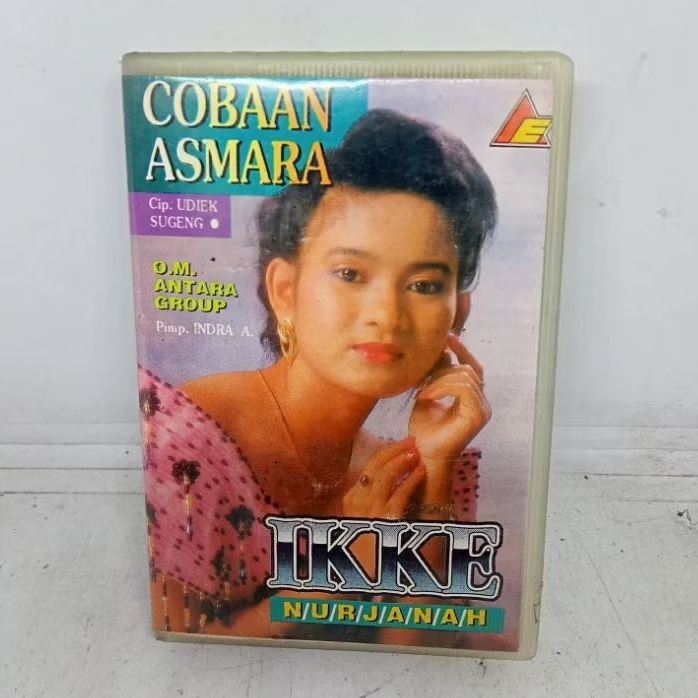 COBAAN
ASMARA
Cip. UDIEK
SUGENG
O.M.
ANTARA
GROUP
Pimp. INDRA A.
IKKE
N/U/R/J/A/N/A/H